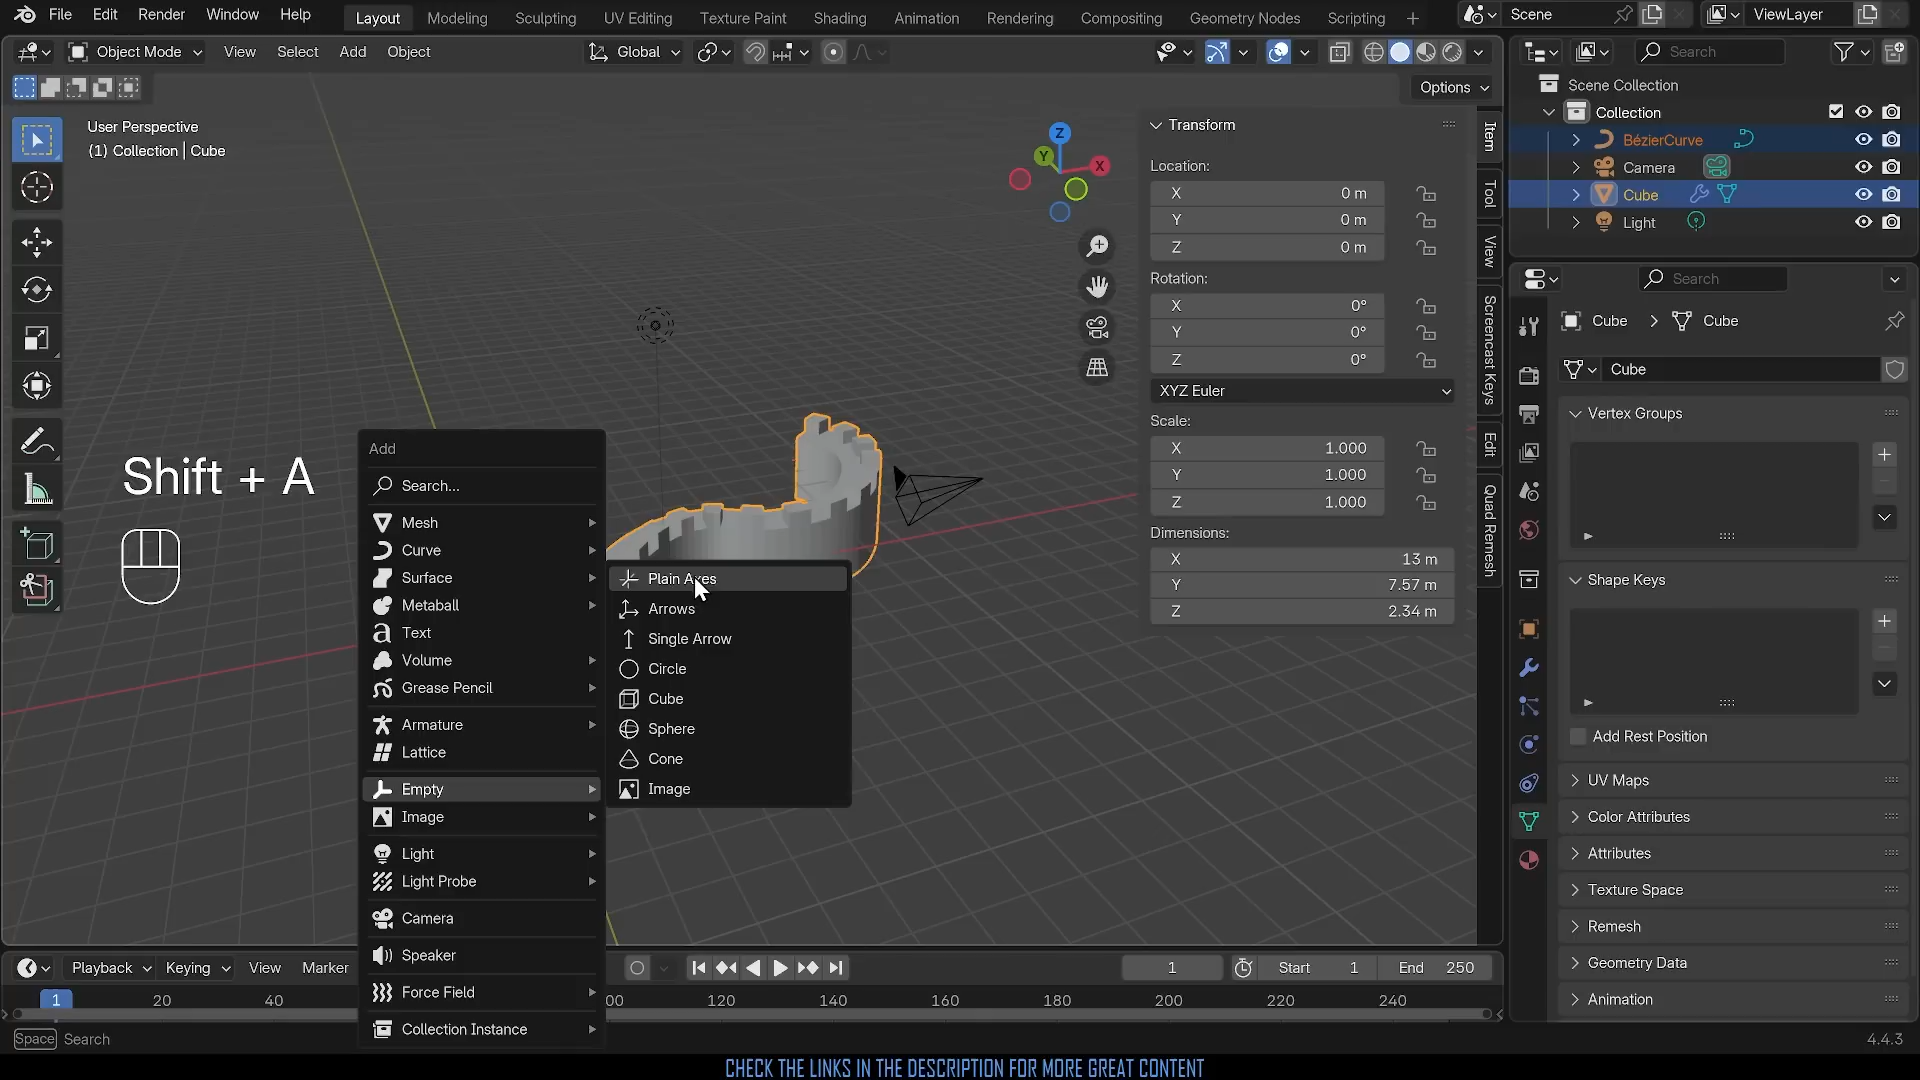 File Edit Render Window Help
Layout Modeling Sculpting UV Editing Texture Paint Shading Animation Rendering Compositing Geometry Nodes Scripting +
Scene
ViewLayer
Object Mode View Select Add Object
Global
Search
Options
User Perspective
(1) Collection | Cube
Z
Y
X
Transform
Location:
X 0 m
Y 0 m
Z 0 m
Rotation:
X 0°
Y 0°
Z 0°
XYZ Euler
Scale:
X 1.000
Y 1.000
Z 1.000
Dimensions:
X 13 m
Y 7.57 m
Z 2.34 m
Item
Tool
View
Screencast Keys
Edit
Quad Remesh
Scene Collection
Collection
BézierCurve
Camera
Cube
Light
Search
Cube > Cube
Cube
Vertex Groups
Shape Keys
Add Rest Position
UV Maps
Color Attributes
Attributes
Texture Space
Remesh
Geometry Data
Animation
Shift + A
Add
Search...
Mesh
Curve
Surface
Metaball
Text
Volume
Grease Pencil
Armature
Lattice
Empty
Image
Light
Light Probe
Camera
Speaker
Force Field
Collection Instance
Plain Axes
Arrows
Single Arrow
Circle
Cube
Sphere
Cone
Image
Playback Keying View Marker
1 Start 1 End 250
1 20 40 00 120 140 160 180 200 220 240
Space Search
4.4.3
CHECK THE LINKS IN THE DESCRIPTION FOR MORE GREAT CONTENT